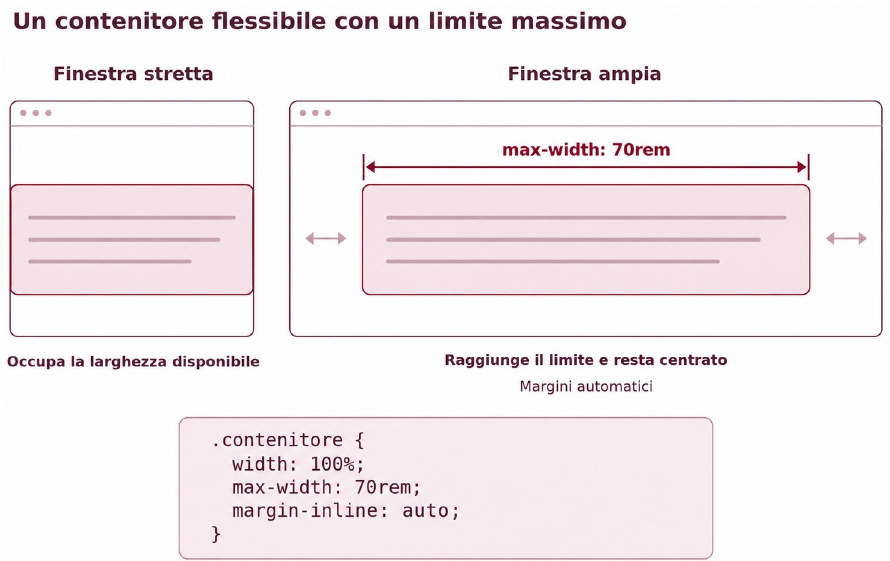 Un contenitore flessibile con un limite massimo
Finestra stretta
Finestra ampia
max-width: 70rem
Occupa la larghezza disponibile
Raggiunge il limite e resta centrato
Margini automatici
.contenitore {
  width: 100%;
  max-width: 70rem;
  margin-inline: auto;
}